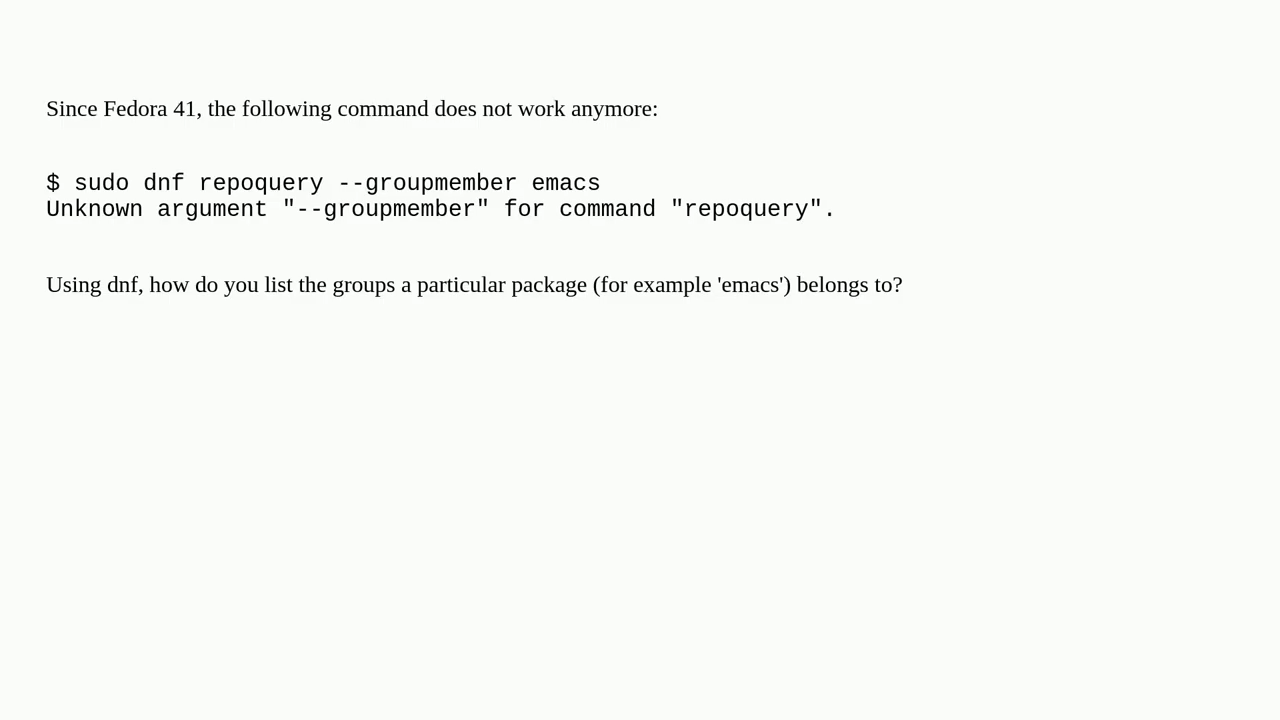 Since Fedora 41, the following command does not work anymore:
$ sudo dnf repoquery --groupmember emacs
Unknown argument "--groupmember" for command "repoquery".
Using dnf, how do you list the groups a particular package (for example 'emacs') belongs to?